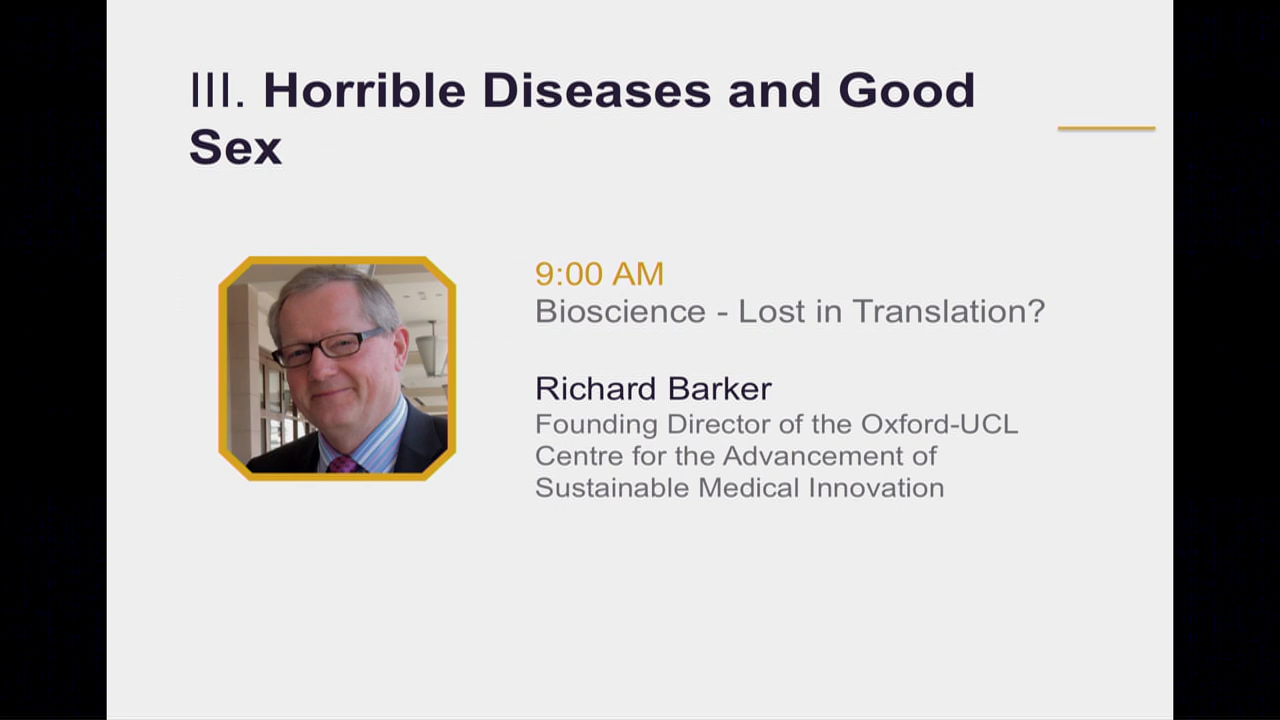 III. Horrible Diseases and Good
Sex
9:00 AM
Bioscience - Lost in Translation?
Richard Barker
Founding Director of the Oxford-UCL
Centre for the Advancement of
Sustainable Medical Innovation